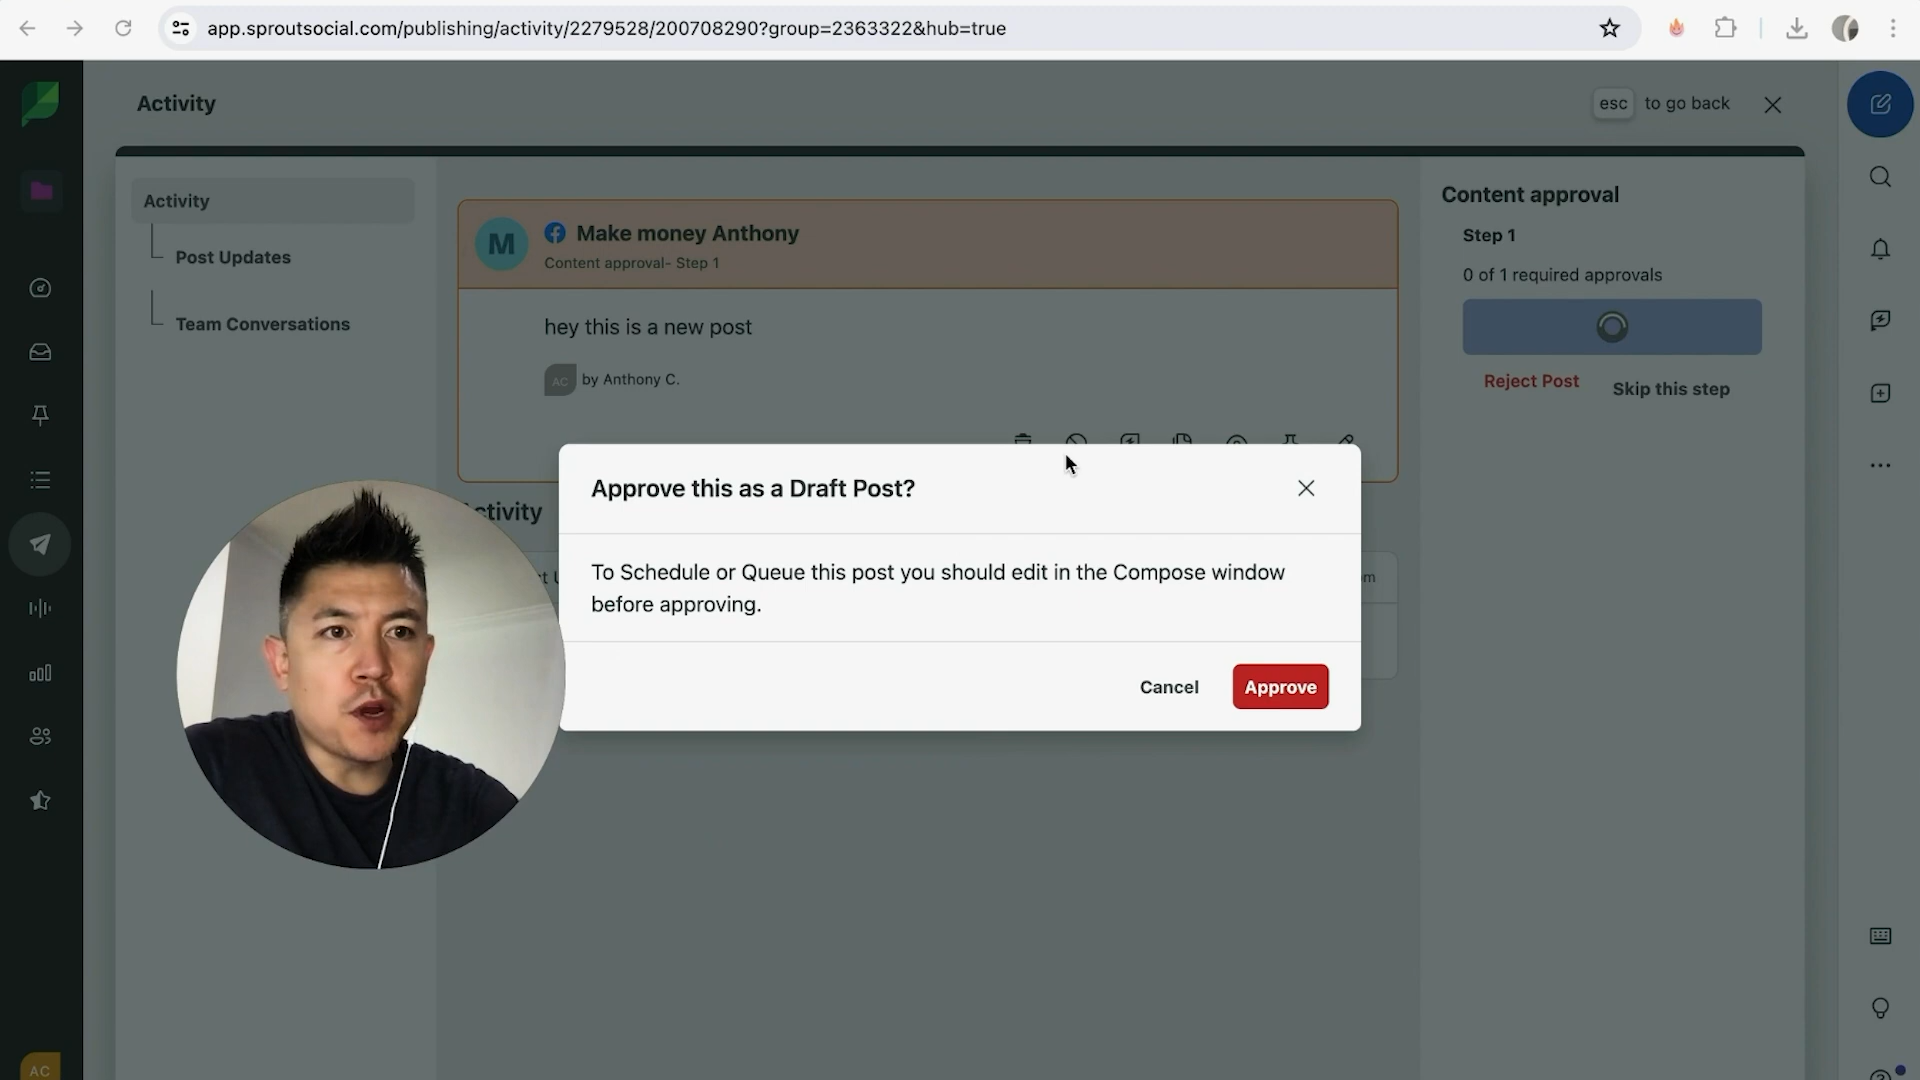 app.sproutsocial.com/publishing/activity/2279528/200708290?group=2363322&hub=true
Activity
esc to go back
Activity
Post Updates
Team Conversations
M
Make money Anthony
Content approval- Step 1
hey this is a new post
AC by Anthony C.
Content approval
Step 1
0 of 1 required approvals
Reject Post
Skip this step
Approve this as a Draft Post?
To Schedule or Queue this post you should edit in the Compose window
before approving.
Cancel
Approve
AC